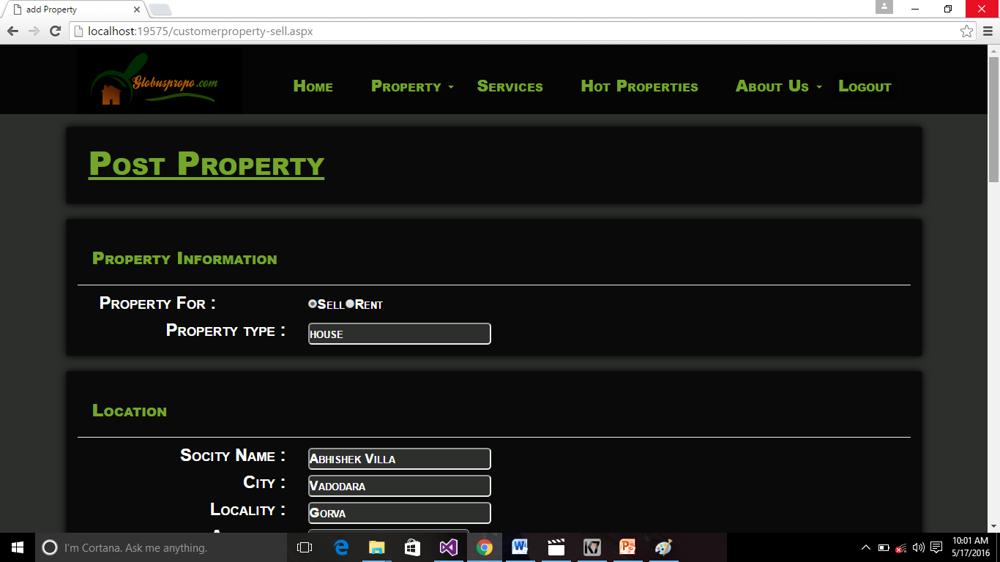 add Property
localhost:19575/customerproperty-sell.aspx
Globuspropo.com
Home Property Services Hot Properties About Us Logout
Post Property
Property Information
Property For : Sell Rent
Property type : house
Location
Socity Name : Abhishek Villa
City : Vadodara
Locality : Gorva
I'm Cortana. Ask me anything.
10:01 AM
5/17/2016